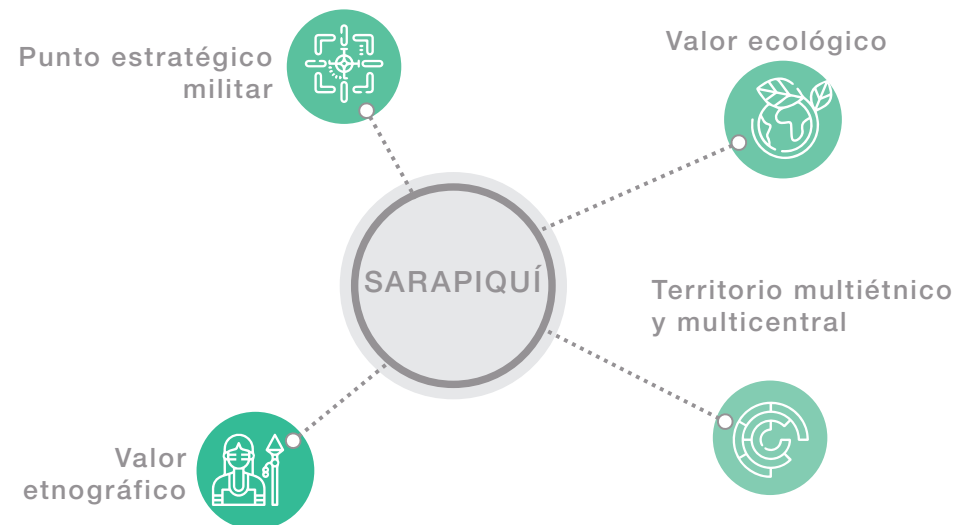 Punto estratégico
militar
Valor ecológico
SARAPIQUÍ
Territorio multiétnico
y multicentral
Valor
etnográfico